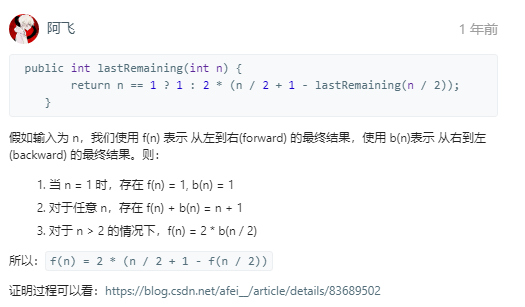 阿飞
1 年前
public int lastRemaining(int n) {
return n == 1 ? 1 : 2 * (n / 2 + 1 - lastRemaining(n / 2));
}
假如输入为 n，我们使用 f(n) 表示 从左到右(forward) 的最终结果，使用 b(n)表示 从右到左
(backward) 的最终结果。则：
1. 当 n = 1 时，存在 f(n) = 1, b(n) = 1
2. 对于任意 n，存在 f(n) + b(n) = n + 1
3. 对于 n > 2 的情况下，f(n) = 2 * b(n / 2)
所以： f(n) = 2 * (n / 2 + 1 - f(n / 2))
证明过程可以看：https://blog.csdn.net/afei__/article/details/83689502